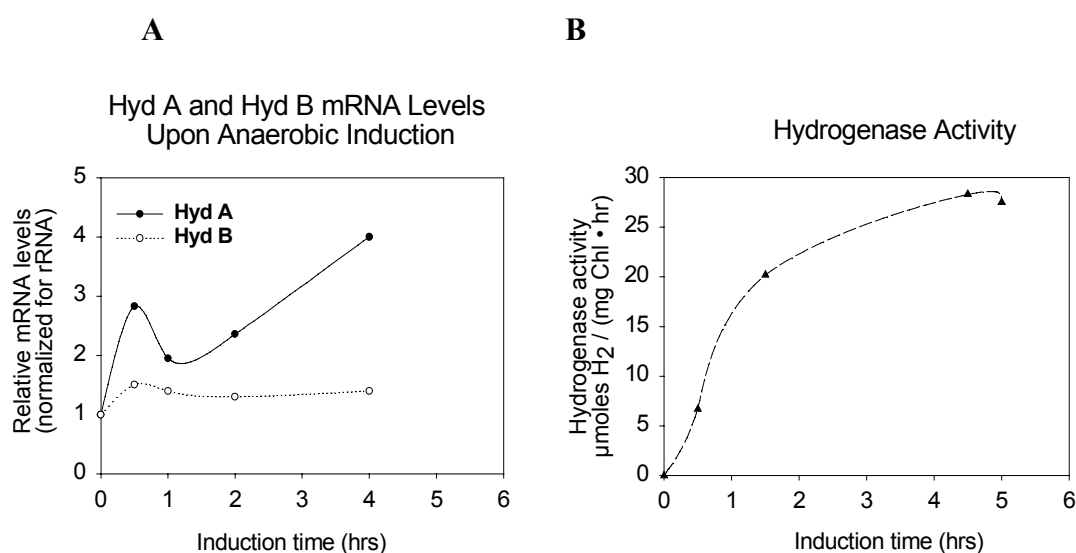 A
Hyd A and Hyd B mRNA Levels
Upon Anaerobic Induction
Relative mRNA levels
(normalized for rRNA)
5
4
3
2
1
0
Hyd A
Hyd B
0 1 2 3 4 5 6
Induction time (hrs)
B
Hydrogenase Activity
Hydrogenase activity
µmoles H2 / (mg Chl • hr)
30
25
20
15
10
5
0
0 1 2 3 4 5 6
Induction time (hrs)